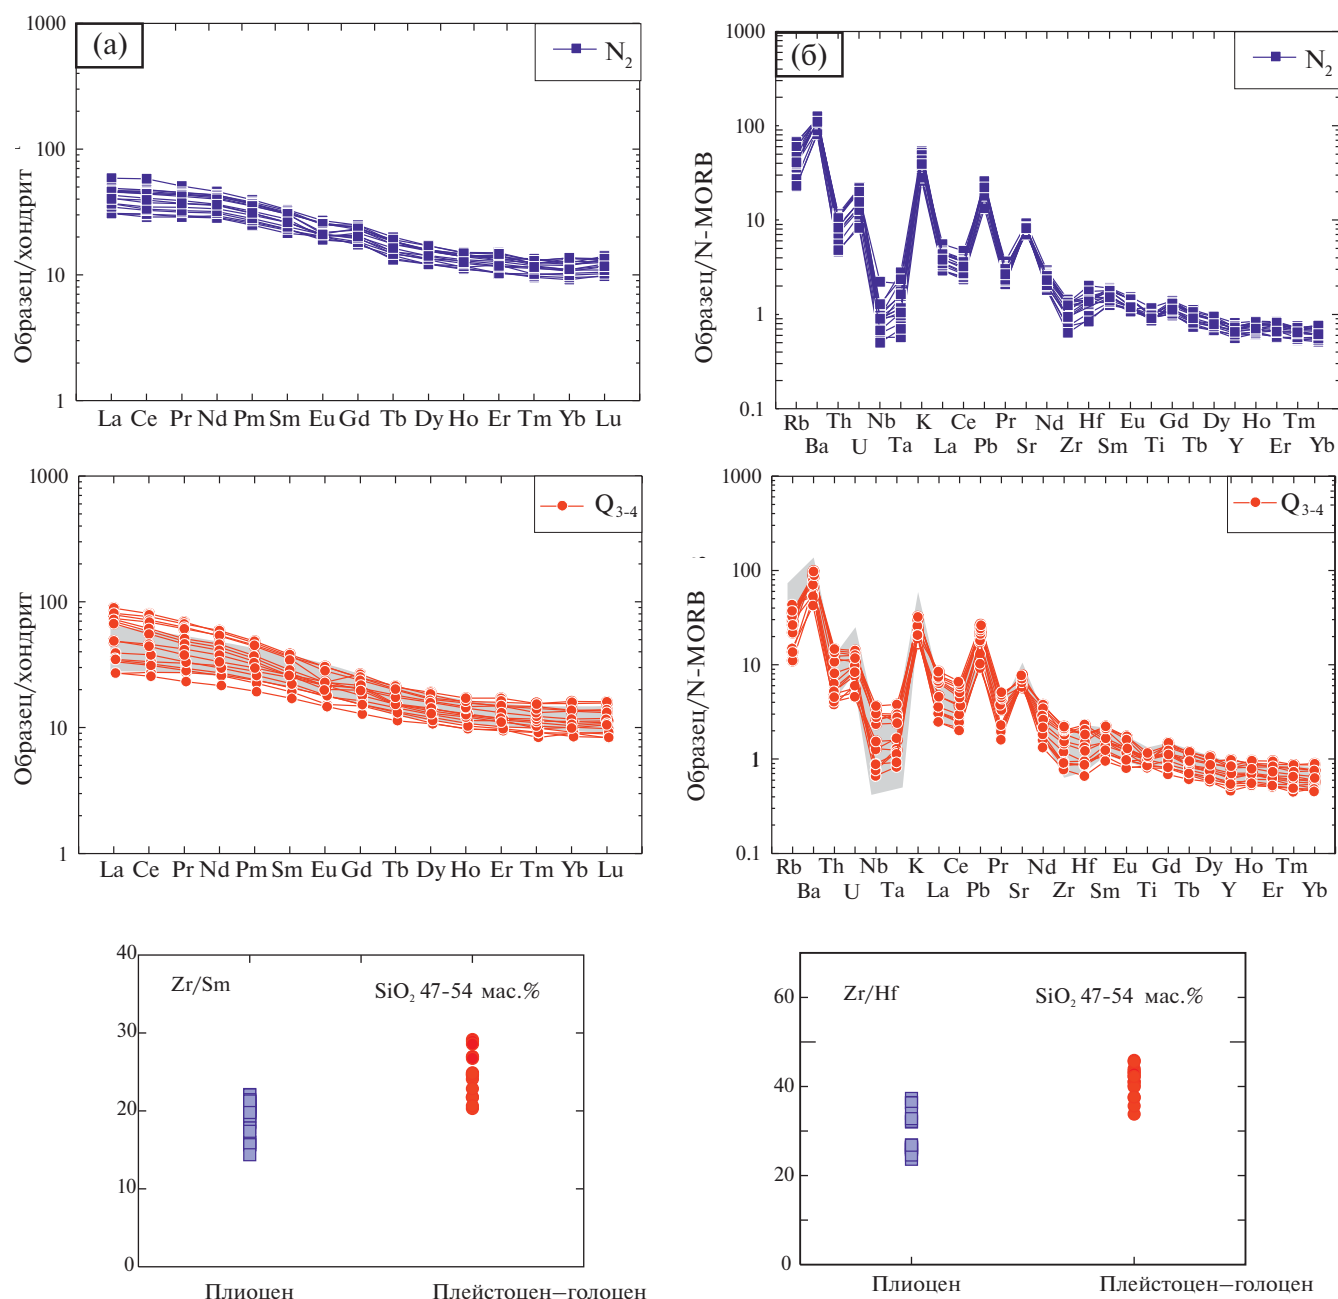 (а)
N2
1000
100
10
1
Образец/хондрит
La Ce Pr Nd Pm Sm Eu Gd Tb Dy Ho Er Tm Yb Lu
(б)
N2
1000
100
10
1
0.1
Образец/N-MORB
Rb Th Nb K Ce Pr Nd Hf Eu Gd Dy Ho Tm
Ba U Ta La Pb Sr Zr Sm Ti Tb Y Er Yb
Q3-4
1000
100
10
1
Образец/хондрит
La Ce Pr Nd Pm Sm Eu Gd Tb Dy Ho Er Tm Yb Lu
Q3-4
1000
100
10
1
0.1
Образец/N-MORB
Rb Th Nb K Ce Pr Nd Hf Eu Gd Dy Ho Tm
Ba U Ta La Pb Sr Zr Sm Ti Tb Y Er Yb
Zr/Sm
SiO2 47-54 мас.%
40
30
20
10
0
Плиоцен Плейстоцен–голоцен
Zr/Hf
SiO2 47-54 мас.%
60
40
20
0
Плиоцен Плейстоцен–голоцен